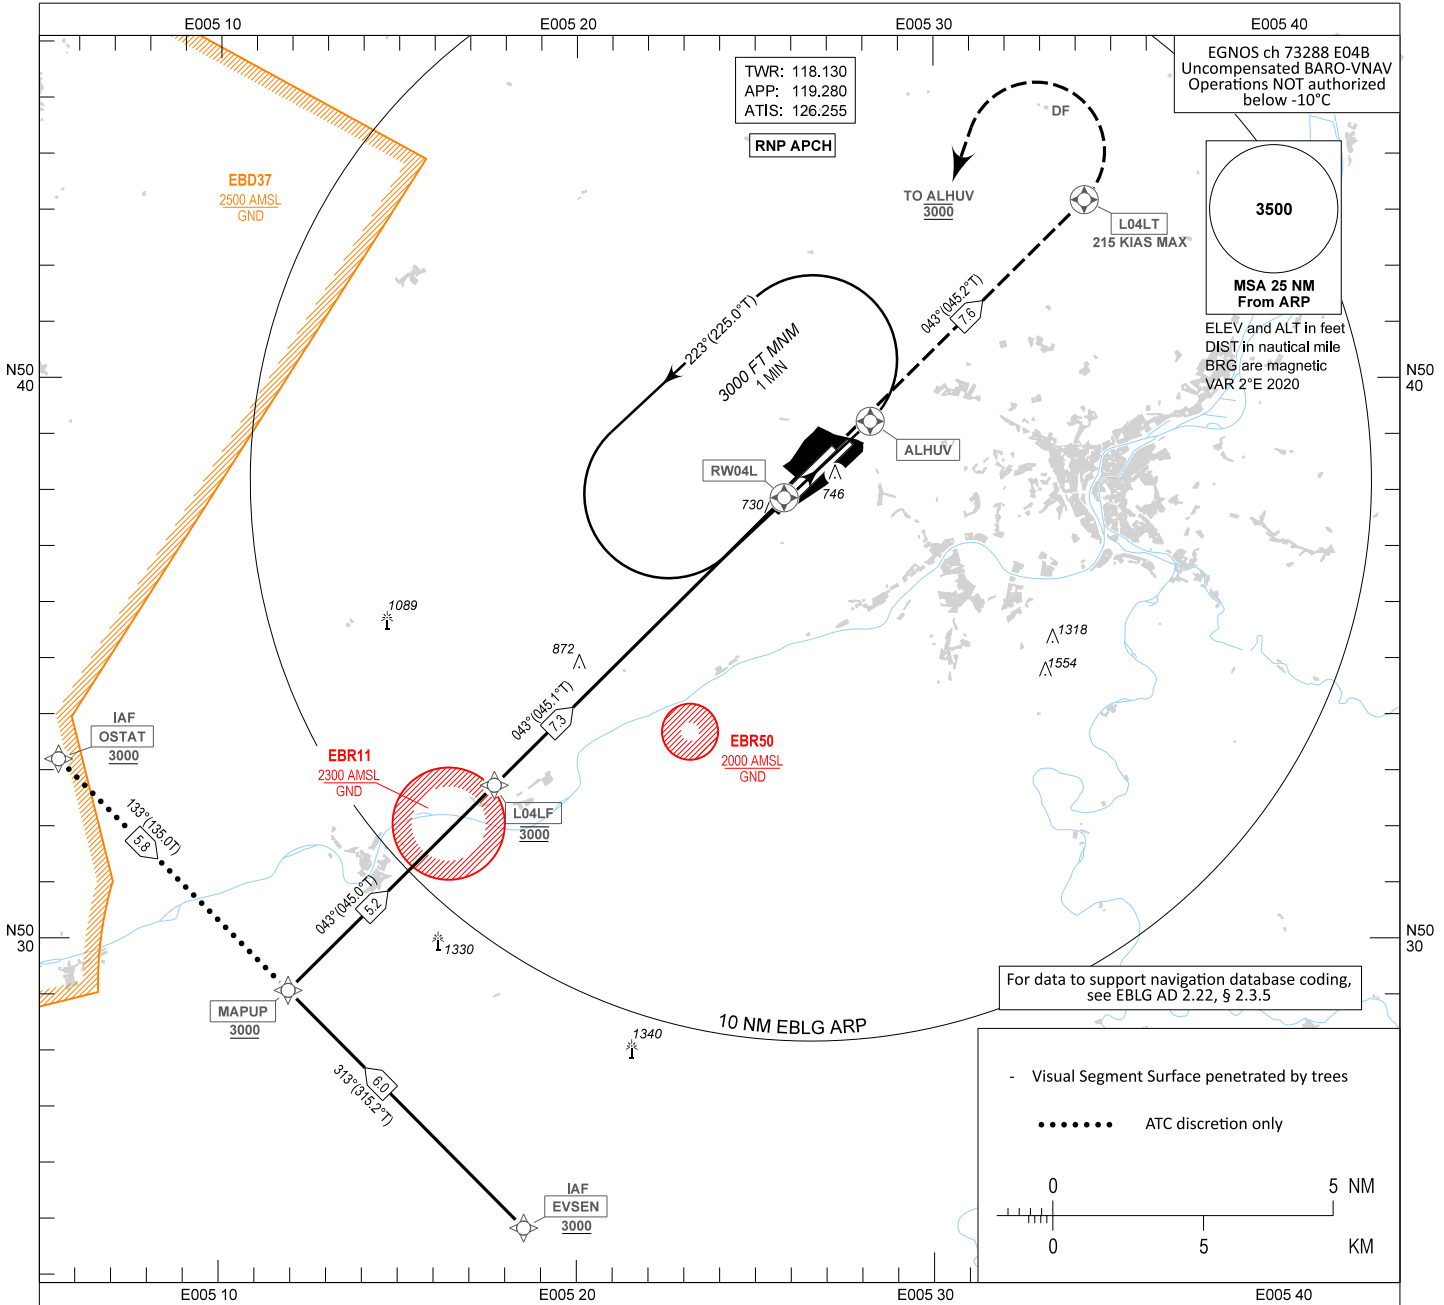 E005 10
E005 20
E005 30
E005 40
TWR: 118.130
APP: 119.280
ATIS: 126.255
RNP APCH
EGNOS ch 73288 E04B
Uncompensated BARO-VNAV
Operations NOT authorized
below -10°C
DF
EBD37
2500 AMSL
GND
TO ALHUV
3000
L04LT
215 KIAS MAX
3500
MSA 25 NM
From ARP
ELEV and ALT in feet
DIST in nautical mile
BRG are magnetic
VAR 2°E 2020
043°(045.2°T)
7.6
223°(225.0°T)
3000 FT MNM
1 MIN
N50
40
N50
40
ALHUV
RW04L
746
730
1089
872
1318
1554
043°(045.1°T)
7.3
IAF
OSTAT
3000
EBR11
2300 AMSL
GND
EBR50
2000 AMSL
GND
L04LF
3000
133°(135.0T)
5.8
043°(045.0°T)
5.2
N50
30
N50
30
1330
MAPUP
3000
For data to support navigation database coding,
see EBLG AD 2.22, § 2.3.5
10 NM EBLG ARP
1340
6.0
313°(315.2°T)
- Visual Segment Surface penetrated by trees
ATC discretion only
IAF
EVSEN
3000
0 5 NM
0 5 KM
E005 10
E005 20
E005 30
E005 40